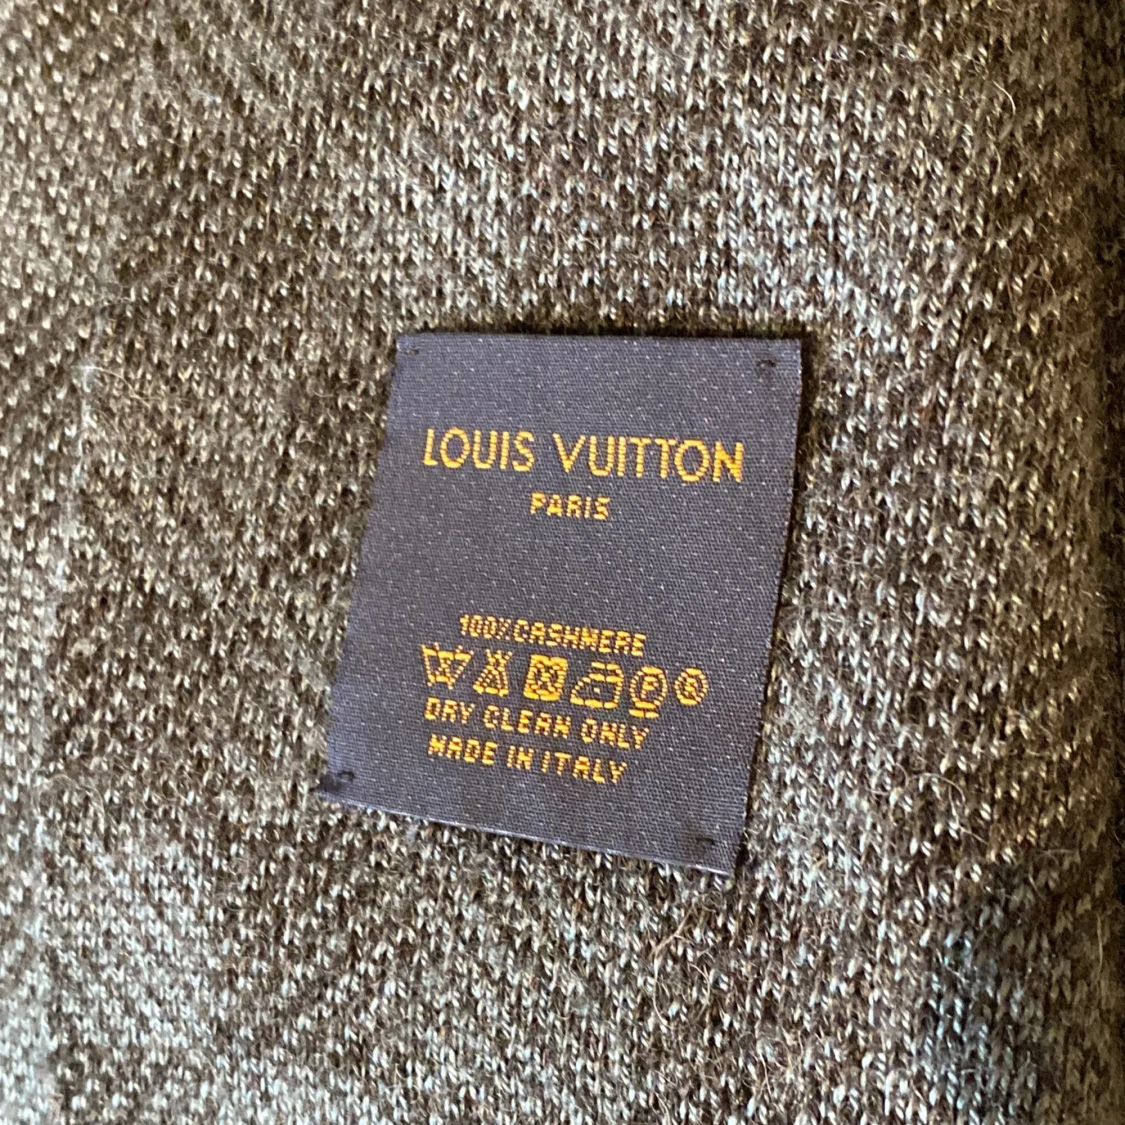 LOUIS VUITTON
PARIS
100% CASHMERE
P ®
DRY CLEAN ONLY
MADE IN ITALY